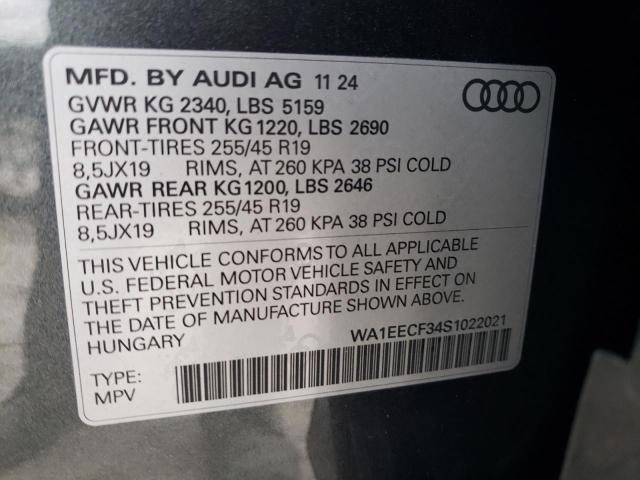 MFD. BY AUDI AG 11 24
GVWR KG 2340, LBS 5159
GAWR FRONT KG 1220, LBS 2690
FRONT-TIRES 255/45 R19
8,5JX19 RIMS, AT 260 KPA 38 PSI COLD
GAWR REAR KG 1200, LBS 2646
REAR-TIRES 255/45 R19
8,5JX19 RIMS, AT 260 KPA 38 PSI COLD
THIS VEHICLE CONFORMS TO ALL APPLICABLE
U.S. FEDERAL MOTOR VEHICLE SAFETY AND
THEFT PREVENTION STANDARDS IN EFFECT ON
THE DATE OF MANUFACTURE SHOWN ABOVE.
HUNGARY
WA1EECF34S1022021
TYPE:
MPV